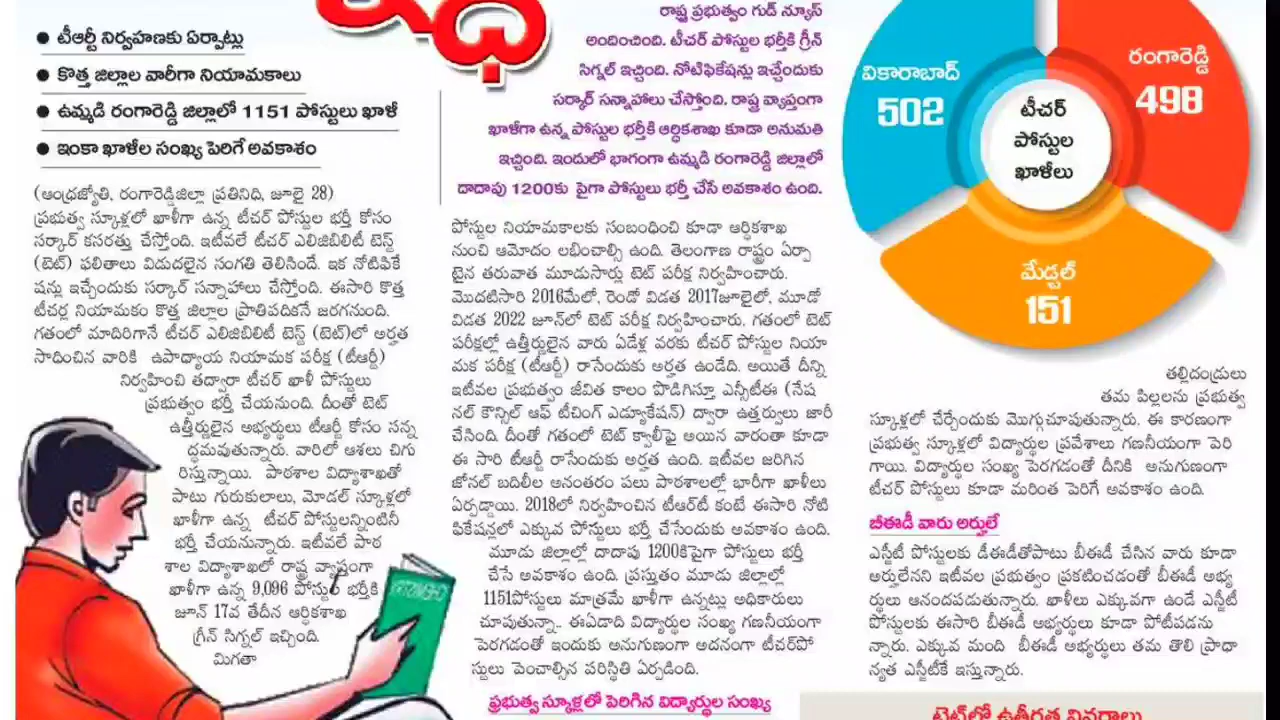 ● టీఆర్టీ నిర్వహణకు ఏర్పాట్లు
● కొత్త జిల్లాల వారీగా నియామకాలు
● ఉమ్మడి రంగారెడ్డి జిల్లాలో 1151 పోస్టులు ఖాళీ
● ఇంకా ఖాళీల సంఖ్య పెరిగే అవకాశం
(ఆంధ్రజ్యోతి, రంగారెడ్డిజిల్లా ప్రతినిధి, జూలై 28)
ప్రభుత్వ స్కూళ్లలో ఖాళీగా ఉన్న టీచర్ పోస్టుల భర్తీ కోసం
సర్కార్ కసరత్తు చేస్తోంది. ఇటీవలే టీచర్ ఎలిజిబిలిటీ టెస్ట్
(టెట్) ఫలితాలు విడుదలైన సంగతి తెలిసిందే. ఇక నోటిఫికే
షన్లు ఇచ్చేందుకు సర్కార్ సన్నాహాలు చేస్తోంది. ఈసారి కొత్త
టీచర్ల నియామకం కొత్త జిల్లాల ప్రాతిపదికనే జరగనుంది.
గతంలో మాదిరిగానే టీచర్ ఎలిజిబిలిటీ టెస్ట్ (టెట్)లో అర్హత
సాధించిన వారికి ఉపాధ్యాయ నియామక పరీక్ష (టీఆర్టీ)
నిర్వహించి తద్వారా టీచర్ ఖాళీ పోస్టులు
ప్రభుత్వం భర్తీ చేయనుంది. దీంతో టెట్
ఉత్తీర్ణులైన అభ్యర్థులు టీఆర్టీ కోసం సన్న
ద్ధమవుతున్నారు. వారిలో ఆశలు చిగు
రిస్తున్నాయి. పాఠశాల విద్యాశాఖతో
పాటు గురుకులాలు, మోడల్ స్కూళ్లలో
ఖాళీగా ఉన్న టీచర్ పోస్టులన్నింటినీ
భర్తీ చేయనున్నారు. ఇటీవలే పాఠ
శాల విద్యాశాఖలో రాష్ట్ర వ్యాప్తంగా
ఖాళీగా ఉన్న 9,096 పోస్టుల భర్తీకి
జూన్ 17వ తేదీన ఆర్థికశాఖ
గ్రీన్ సిగ్నల్ ఇచ్చింది.
మిగతా
రాష్ట్ర ప్రభుత్వం గుడ్ న్యూస్
అందించింది. టీచర్ పోస్టుల భర్తీకి గ్రీన్
సిగ్నల్ ఇచ్చింది. నోటిఫికేషన్లు ఇచ్చేందుకు
సర్కార్ సన్నాహాలు చేస్తోంది. రాష్ట్ర వ్యాప్తంగా
ఖాళీగా ఉన్న పోస్టుల భర్తీకి ఆర్థికశాఖ కూడా అనుమతి
ఇచ్చింది. ఇందులో భాగంగా ఉమ్మడి రంగారెడ్డి జిల్లాలో
దాదాపు 1200కు పైగా పోస్టులు భర్తీ చేసే అవకాశం ఉంది.
పోస్టుల నియామకాలకు సంబంధించి కూడా ఆర్థికశాఖ
నుంచి ఆమోదం లభించాల్సి ఉంది. తెలంగాణ రాష్ట్రం ఏర్పా
టైన తరువాత మూడుసార్లు టెట్ పరీక్ష నిర్వహించారు.
మొదటిసారి 2016మేలో, రెండో విడత 2017జూలైలో, మూడో
విడత 2022 జూన్‌లో టెట్ పరీక్ష నిర్వహించారు. గతంలో టెట్
పరీక్షల్లో ఉత్తీర్ణులైన వారు ఏడేళ్ల వరకు టీచర్ పోస్టుల నియా
మక పరీక్ష (టీఆర్టీ) రాసేందుకు అర్హత ఉండేది. అయితే దీన్ని
ఇటీవల ప్రభుత్వం జీవిత కాలం పొడిగిస్తూ ఎన్సీటీఈ (నేష
నల్ కౌన్సిల్ ఆఫ్ టీచింగ్ ఎడ్యూకేషన్) ద్వారా ఉత్తర్వులు జారీ
చేసింది. దీంతో గతంలో టెట్ క్వాలీఫై అయిన వారంతా కూడా
ఈ సారి టీఆర్టీ రాసేందుకు అర్హత ఉంది. ఇటీవల జరిగిన
జోనల్ బదిలీల అనంతరం పలు పాఠశాలల్లో భారీగా ఖాళీలు
ఏర్పడ్డాయి. 2018లో నిర్వహించిన టీఆర్‌టీ కంటే ఈసారి నోటి
ఫికేషన్లలో ఎక్కువ పోస్టులు భర్తీ చేసేందుకు అవకాశం ఉంది.
మూడు జిల్లాల్లో దాదాపు 1200కిపైగా పోస్టులు భర్తీ
చేసే అవకాశం ఉంది. ప్రస్తుతం మూడు జిల్లాల్లో
1151పోస్టులు మాత్రమే ఖాళీగా ఉన్నట్లు అధికారులు
చూపుతున్నా.. ఈఏడాది విద్యార్థుల సంఖ్య గణనీయంగా
పెరగడంతో ఇందుకు అనుగుణంగా అదనంగా టీచర్‌పో
స్టులు పెంచాల్సిన పరిస్థితి ఏర్పడింది.
ప్రభుత్వ స్కూళ్లలో పెరిగిన విద్యార్థుల సంఖ్య
వికారాబాద్
502
రంగారెడ్డి
498
టీచర్
పోస్టుల
ఖాళీలు
మేడ్చల్
151
తల్లిదండ్రులు
తమ పిల్లలను ప్రభుత్వ
స్కూళ్లలో చేర్చేందుకు మొగ్గుచూపుతున్నారు. ఈ కారణంగా
ప్రభుత్వ స్కూళ్లలో విద్యార్థుల ప్రవేశాలు గణనీయంగా పెరి
గాయి. విద్యార్థుల సంఖ్య పెరగడంతో దీనికి అనుగుణంగా
టీచర్ పోస్టులు కూడా మరింత పెరిగే అవకాశం ఉంది.
బీఈడీ వారు అర్హులే
ఎస్జీటీ పోస్టులకు డీఈడీతోపాటు బీఈడీ చేసిన వారు కూడా
అర్హులేనని ఇటీవల ప్రభుత్వం ప్రకటించడంతో బీఈడీ అభ్య
ర్థులు ఆనందపడుతున్నారు. ఖాళీలు ఎక్కువగా ఉండే ఎస్జీటీ
పోస్టులకు ఈసారి బీఈడీ అభ్యర్థులు కూడా పోటీపడను
న్నారు. ఎక్కువ మంది బీఈడీ అభ్యర్థులు తమ తొలి ప్రాధా
న్యత ఎస్జీటీకే ఇస్తున్నారు.